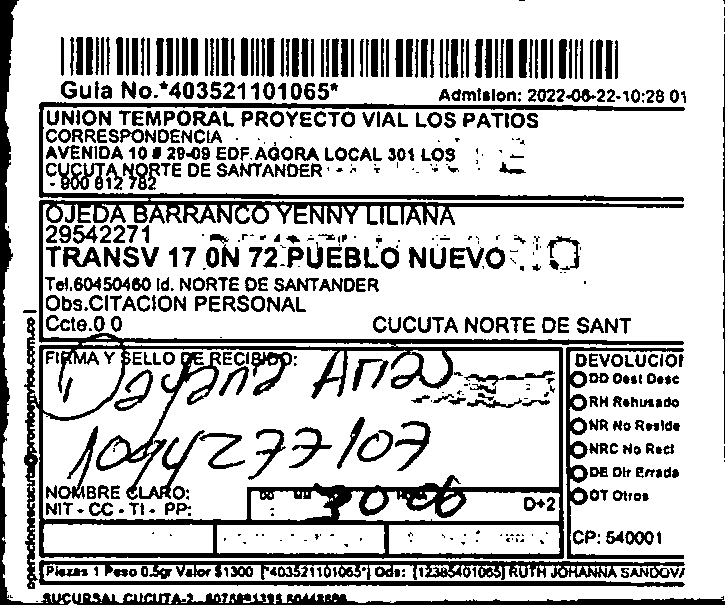 Guia No.*403521101065*
Admision: 2022-06-22-10:28 01
UNION TEMPORAL PROYECTO VIAL LOS PATIOS
CORRESPONDENCIA
AVENIDA 10 # 29-09 EDF.AGORA LOCAL 301 LOS
CUCUTA NORTE DE SANTANDER
- 900 612 782
OJEDA BARRANCO YENNY LILIANA
29542271
TRANSV 17 0N 72 PUEBLO NUEVO
Tel.60450460 Id. NORTE DE SANTANDER
Obs.CITACION PERSONAL
Ccte.0 0
CUCUTA NORTE DE SANT
FIRMA Y SELLO DE RECIBIDO:
Dayana
1094277107
NOMBRE CLARO:
NIT - CC - TI - PP:
30 06
D+2
DEVOLUCION
DD Dest Desc
RH Rehusado
NR No Reside
NRC No Recl
DE Dir Errada
OT Otros
CP: 540001
Piezas 1 Peso 0.5gr Valor $1300 [*403521101065*] Ods: [12385401065] RUTH JOHANNA SANDOVA
operacionescucuta@prontoenvios.com.co
SUCURSAL CUCUTA-2